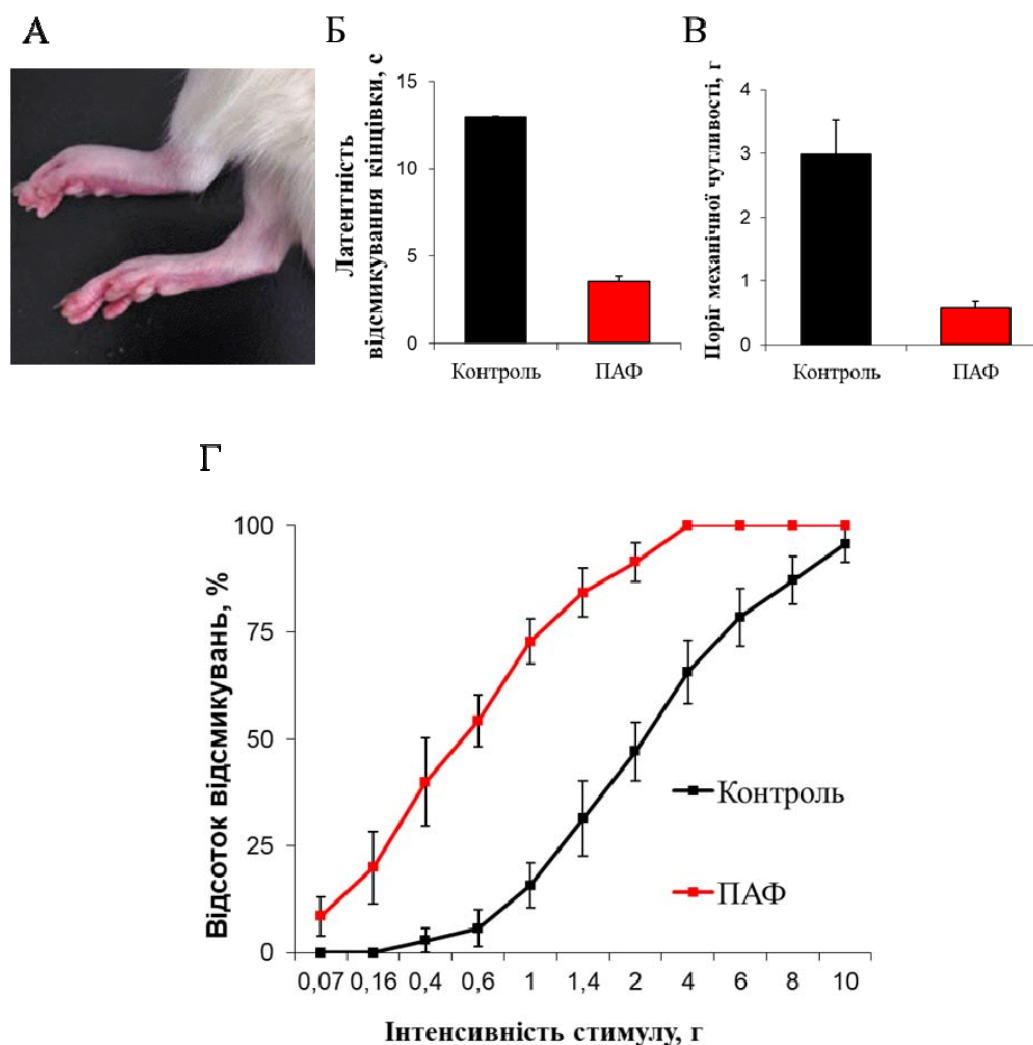 А
Б
В
Латентність
відсмикування кінцівки, с
15
10
5
0
Контроль
ПАФ
Поріг механічної чутливості, г
4
3
2
1
0
Контроль
ПАФ
Г
Відсоток відсмикувань, %
100
75
50
25
0
Контроль
ПАФ
0,07 0,16 0,4 0,6 1 1,4 2 4 6 8 10
Інтенсивність стимулу, г